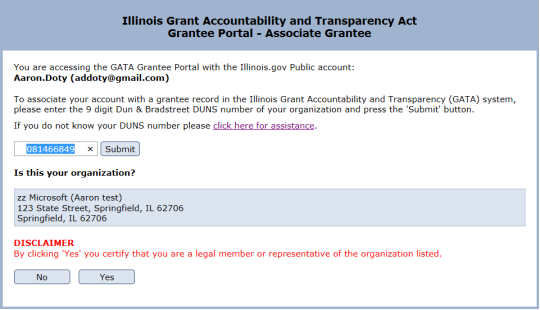 Illinois Grant Accountability and Transparency Act
Grantee Portal - Associate Grantee
You are accessing the GATA Grantee Portal with the Illinois.gov Public account:
Aaron.Doty (addoty@gmail.com)
To associate your account with a grantee record in the Illinois Grant Accountability and Transparency (GATA) system,
please enter the 9 digit Dun & Bradstreet DUNS number of your organization and press the 'Submit' button.
If you do not know your DUNS number please click here for assistance.
081466849 × Submit
Is this your organization?
zz Microsoft (Aaron test)
123 State Street, Springfield, IL 62706
Springfield, IL 62706
DISCLAIMER
By clicking 'Yes' you certify that you are a legal member or representative of the organization listed.
No Yes